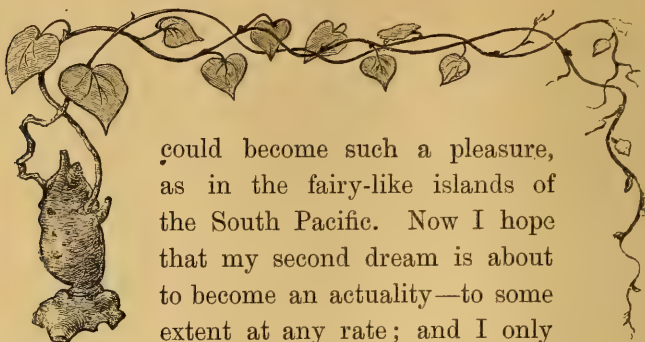 could become such a pleasure,
as in the fairy-like islands of
the South Pacific. Now I hope
that my second dream is about
to become an actuality—to some
extent at any rate; and I only